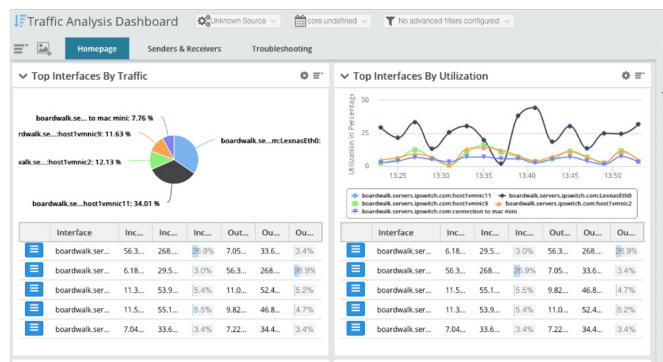 Traffic Analysis Dashboard Unknown Source core.undefined No advanced filters configured
Homepage Senders & Receivers Troubleshooting
Top Interfaces By Traffic
boardwalk.se... to mac mini: 7.76 %
rdwalk.se...:host1vmnic9: 11.63 %
alk.se...:host1vmnic2: 12.13 %
boardwalk.se...m:LexnasEth0:
boardwalk.se...host1vmnic11: 34.01 %
Interface Inc... Inc... Inc... Out... Ou... Ou...
boardwalk.ser... 56.3... 268.... 26.9% 7.05... 33.6... 3.4%
boardwalk.ser... 6.18... 29.5... 3.0% 56.3... 268.... 26.9%
boardwalk.ser... 11.3... 53.9... 5.4% 11.0... 52.4... 5.2%
boardwalk.ser... 11.5... 55.1... 5.5% 9.82... 46.8... 4.7%
boardwalk.ser... 7.04... 33.6... 3.4% 7.22... 34.4... 3.4%
Top Interfaces By Utilization
Utilization in Percentag
50
25
0
13:25 13:30 13:35 13:40 13:45 13:50
boardwalk.servers.ipswitch.com:host1vmnic11 boardwalk.servers.ipswitch.com:LexnasEth0
boardwalk.servers.ipswitch.com:host1vmnic9 boardwalk.servers.ipswitch.com:host1vmnic2
boardwalk.servers.ipswitch.com:connection to mac mini
Interface Inc... Inc... Inc... Out... Ou... Ou...
boardwalk.ser... 6.18... 29.5... 3.0% 56.3... 268.... 26.9%
boardwalk.ser... 56.3... 268.... 26.9% 7.05... 33.6... 3.4%
boardwalk.ser... 11.5... 55.1... 5.5% 9.82... 46.8... 4.7%
boardwalk.ser... 11.3... 53.9... 5.4% 11.0... 52.4... 5.2%
boardwalk.ser... 7.04... 33.6... 3.4% 7.22... 34.4... 3.4%